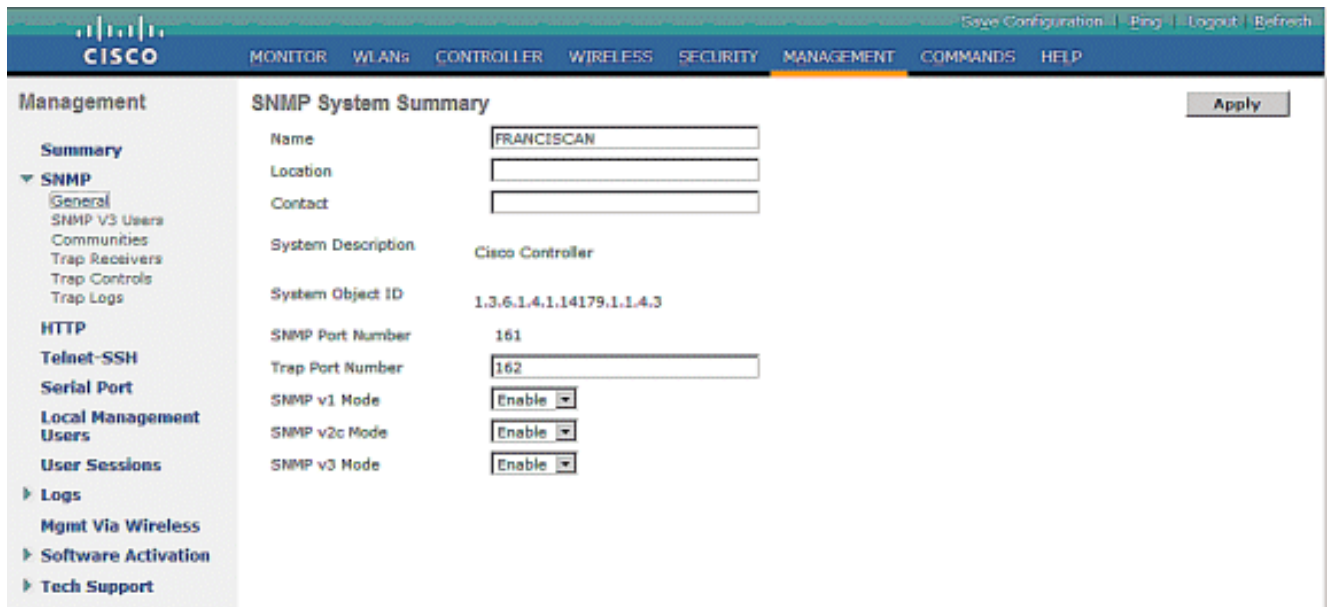 Save Configuration | Ping | Logout | Refresh
CISCO
MONITOR WLANs CONTROLLER WIRELESS SECURITY MANAGEMENT COMMANDS HELP
Management
Summary
SNMP
General
SNMP V3 Users
Communities
Trap Receivers
Trap Controls
Trap Logs
HTTP
Telnet-SSH
Serial Port
Local Management
Users
User Sessions
Logs
Mgmt Via Wireless
Software Activation
Tech Support
SNMP System Summary
Apply
Name FRANCISCAN
Location
Contact
System Description Cisco Controller
System Object ID 1.3.6.1.4.1.14179.1.1.4.3
SNMP Port Number 161
Trap Port Number 162
SNMP v1 Mode Enable
SNMP v2c Mode Enable
SNMP v3 Mode Enable